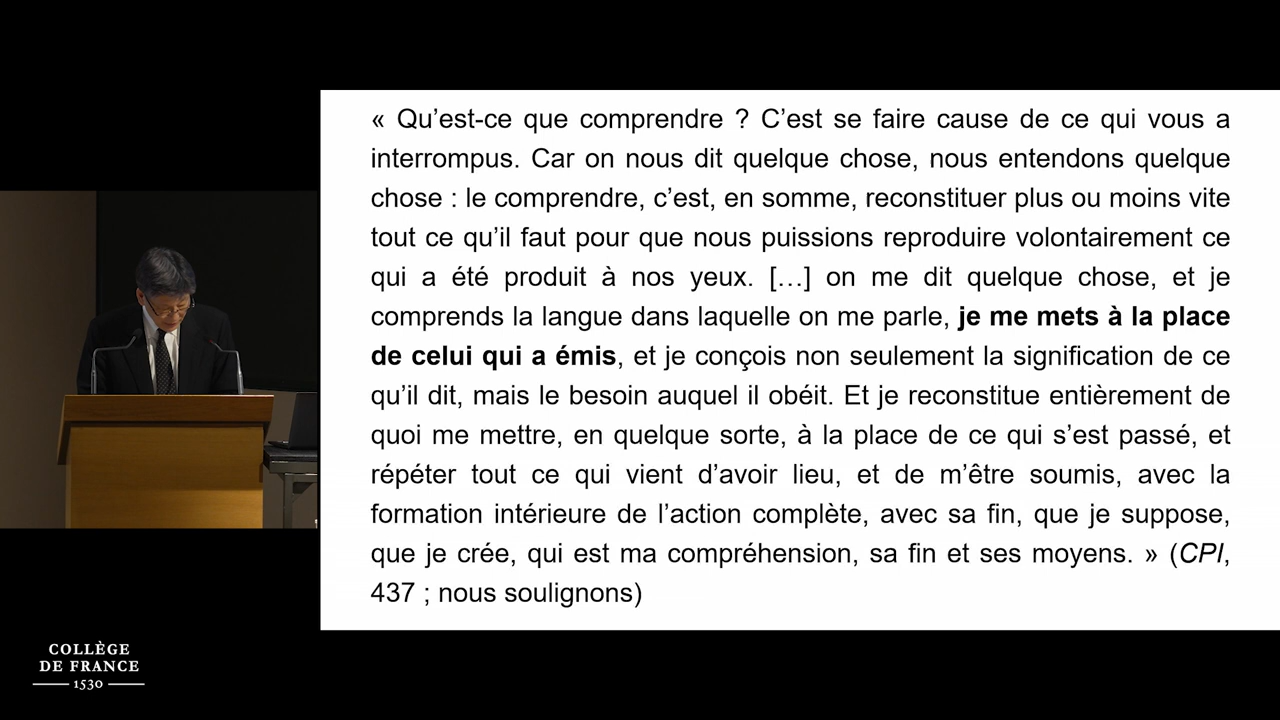 « Qu’est-ce que comprendre ? C’est se faire cause de ce qui vous a
interrompus. Car on nous dit quelque chose, nous entendons quelque
chose : le comprendre, c’est, en somme, reconstituer plus ou moins vite
tout ce qu’il faut pour que nous puissions reproduire volontairement ce
qui a été produit à nos yeux. […] on me dit quelque chose, et je
comprends la langue dans laquelle on me parle, je me mets à la place
de celui qui a émis, et je conçois non seulement la signification de ce
qu’il dit, mais le besoin auquel il obéit. Et je reconstitue entièrement de
quoi me mettre, en quelque sorte, à la place de ce qui s’est passé, et
répéter tout ce qui vient d’avoir lieu, et de m’être soumis, avec la
formation intérieure de l’action complète, avec sa fin, que je suppose,
que je crée, qui est ma compréhension, sa fin et ses moyens. » (CPI,
437 ; nous soulignons)
COLLÈGE
DE FRANCE
1530